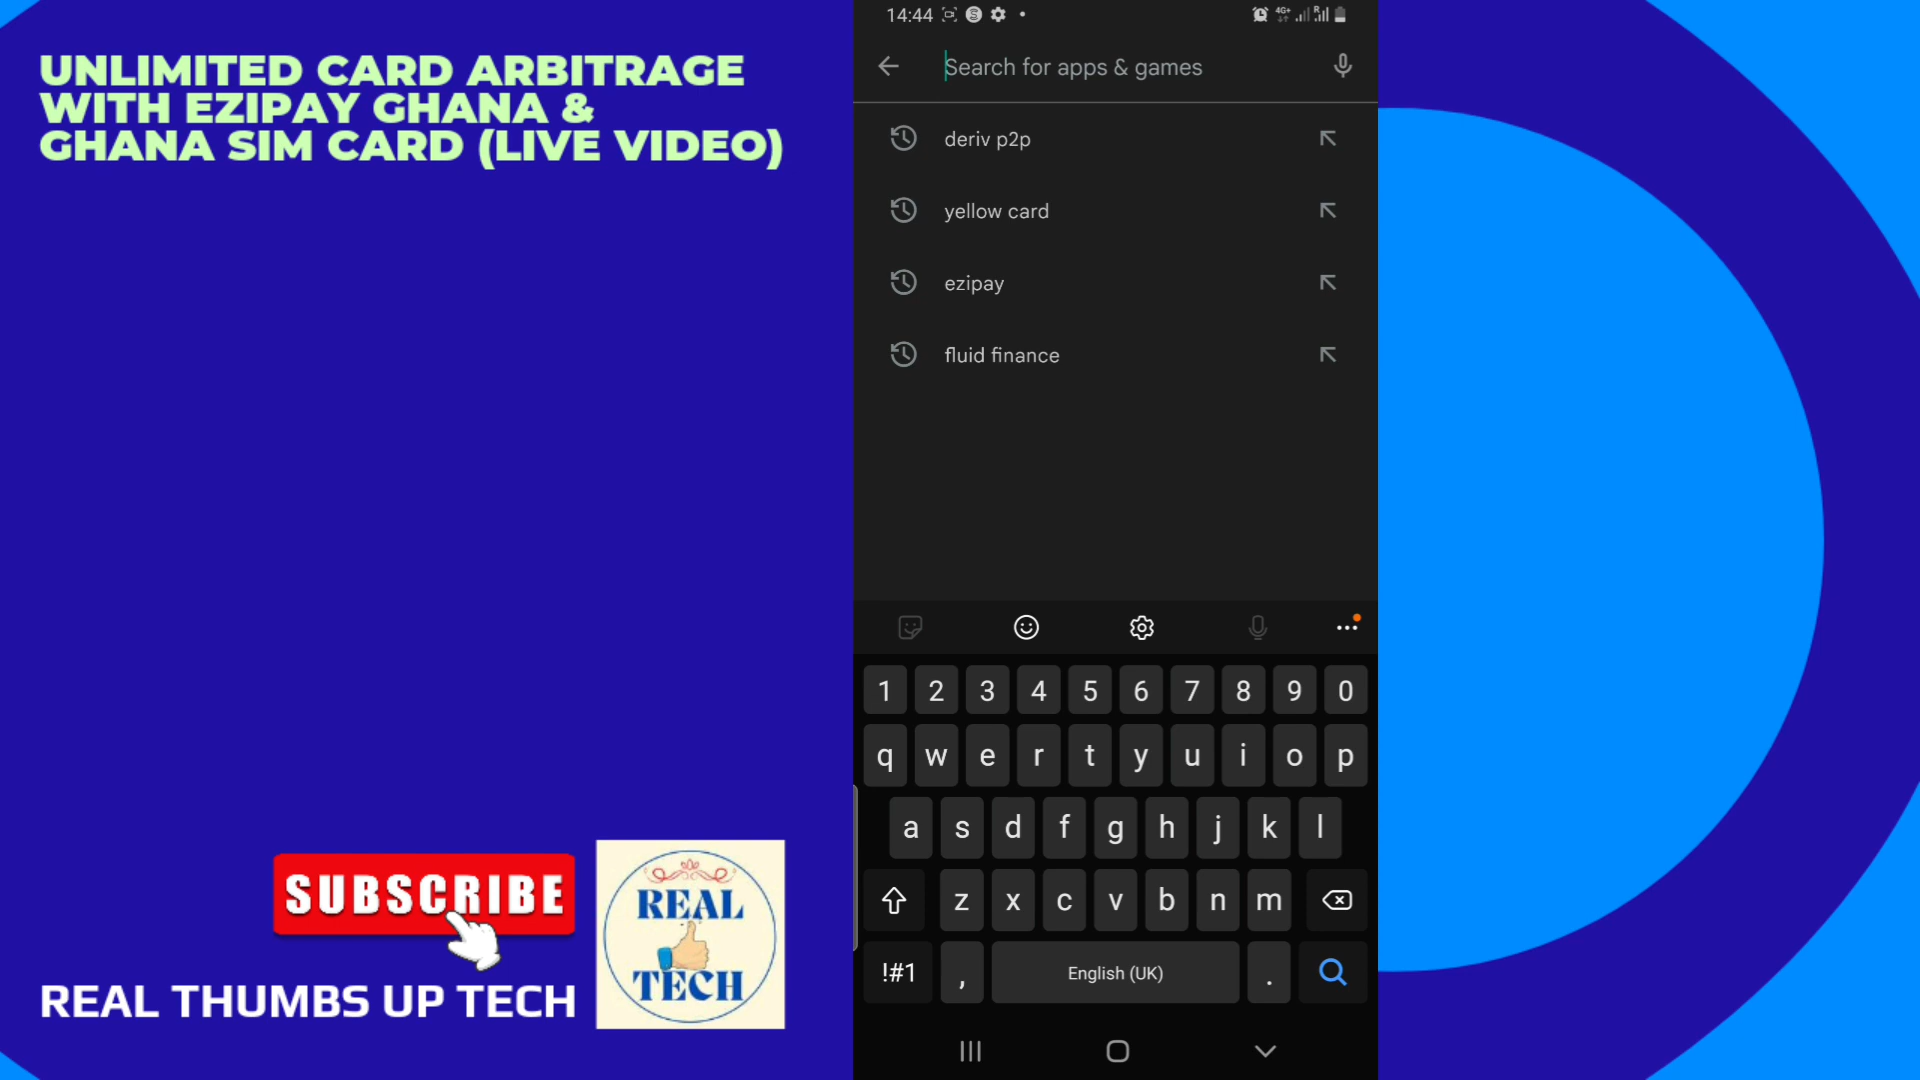 UNLIMITED CARD ARBITRAGE
WITH EZIPAY GHANA &
GHANA SIM CARD (LIVE VIDEO)
14:44
4G+
R
Search for apps & games
deriv p2p
yellow card
ezipay
fluid finance
1 2 3 4 5 6 7 8 9 0
q w e r t y u i o p
a s d f g h j k l
z x c v b n m
!#1 , English (UK) .
SUBSCRIBE
REAL THUMBS UP TECH
REAL
TECH